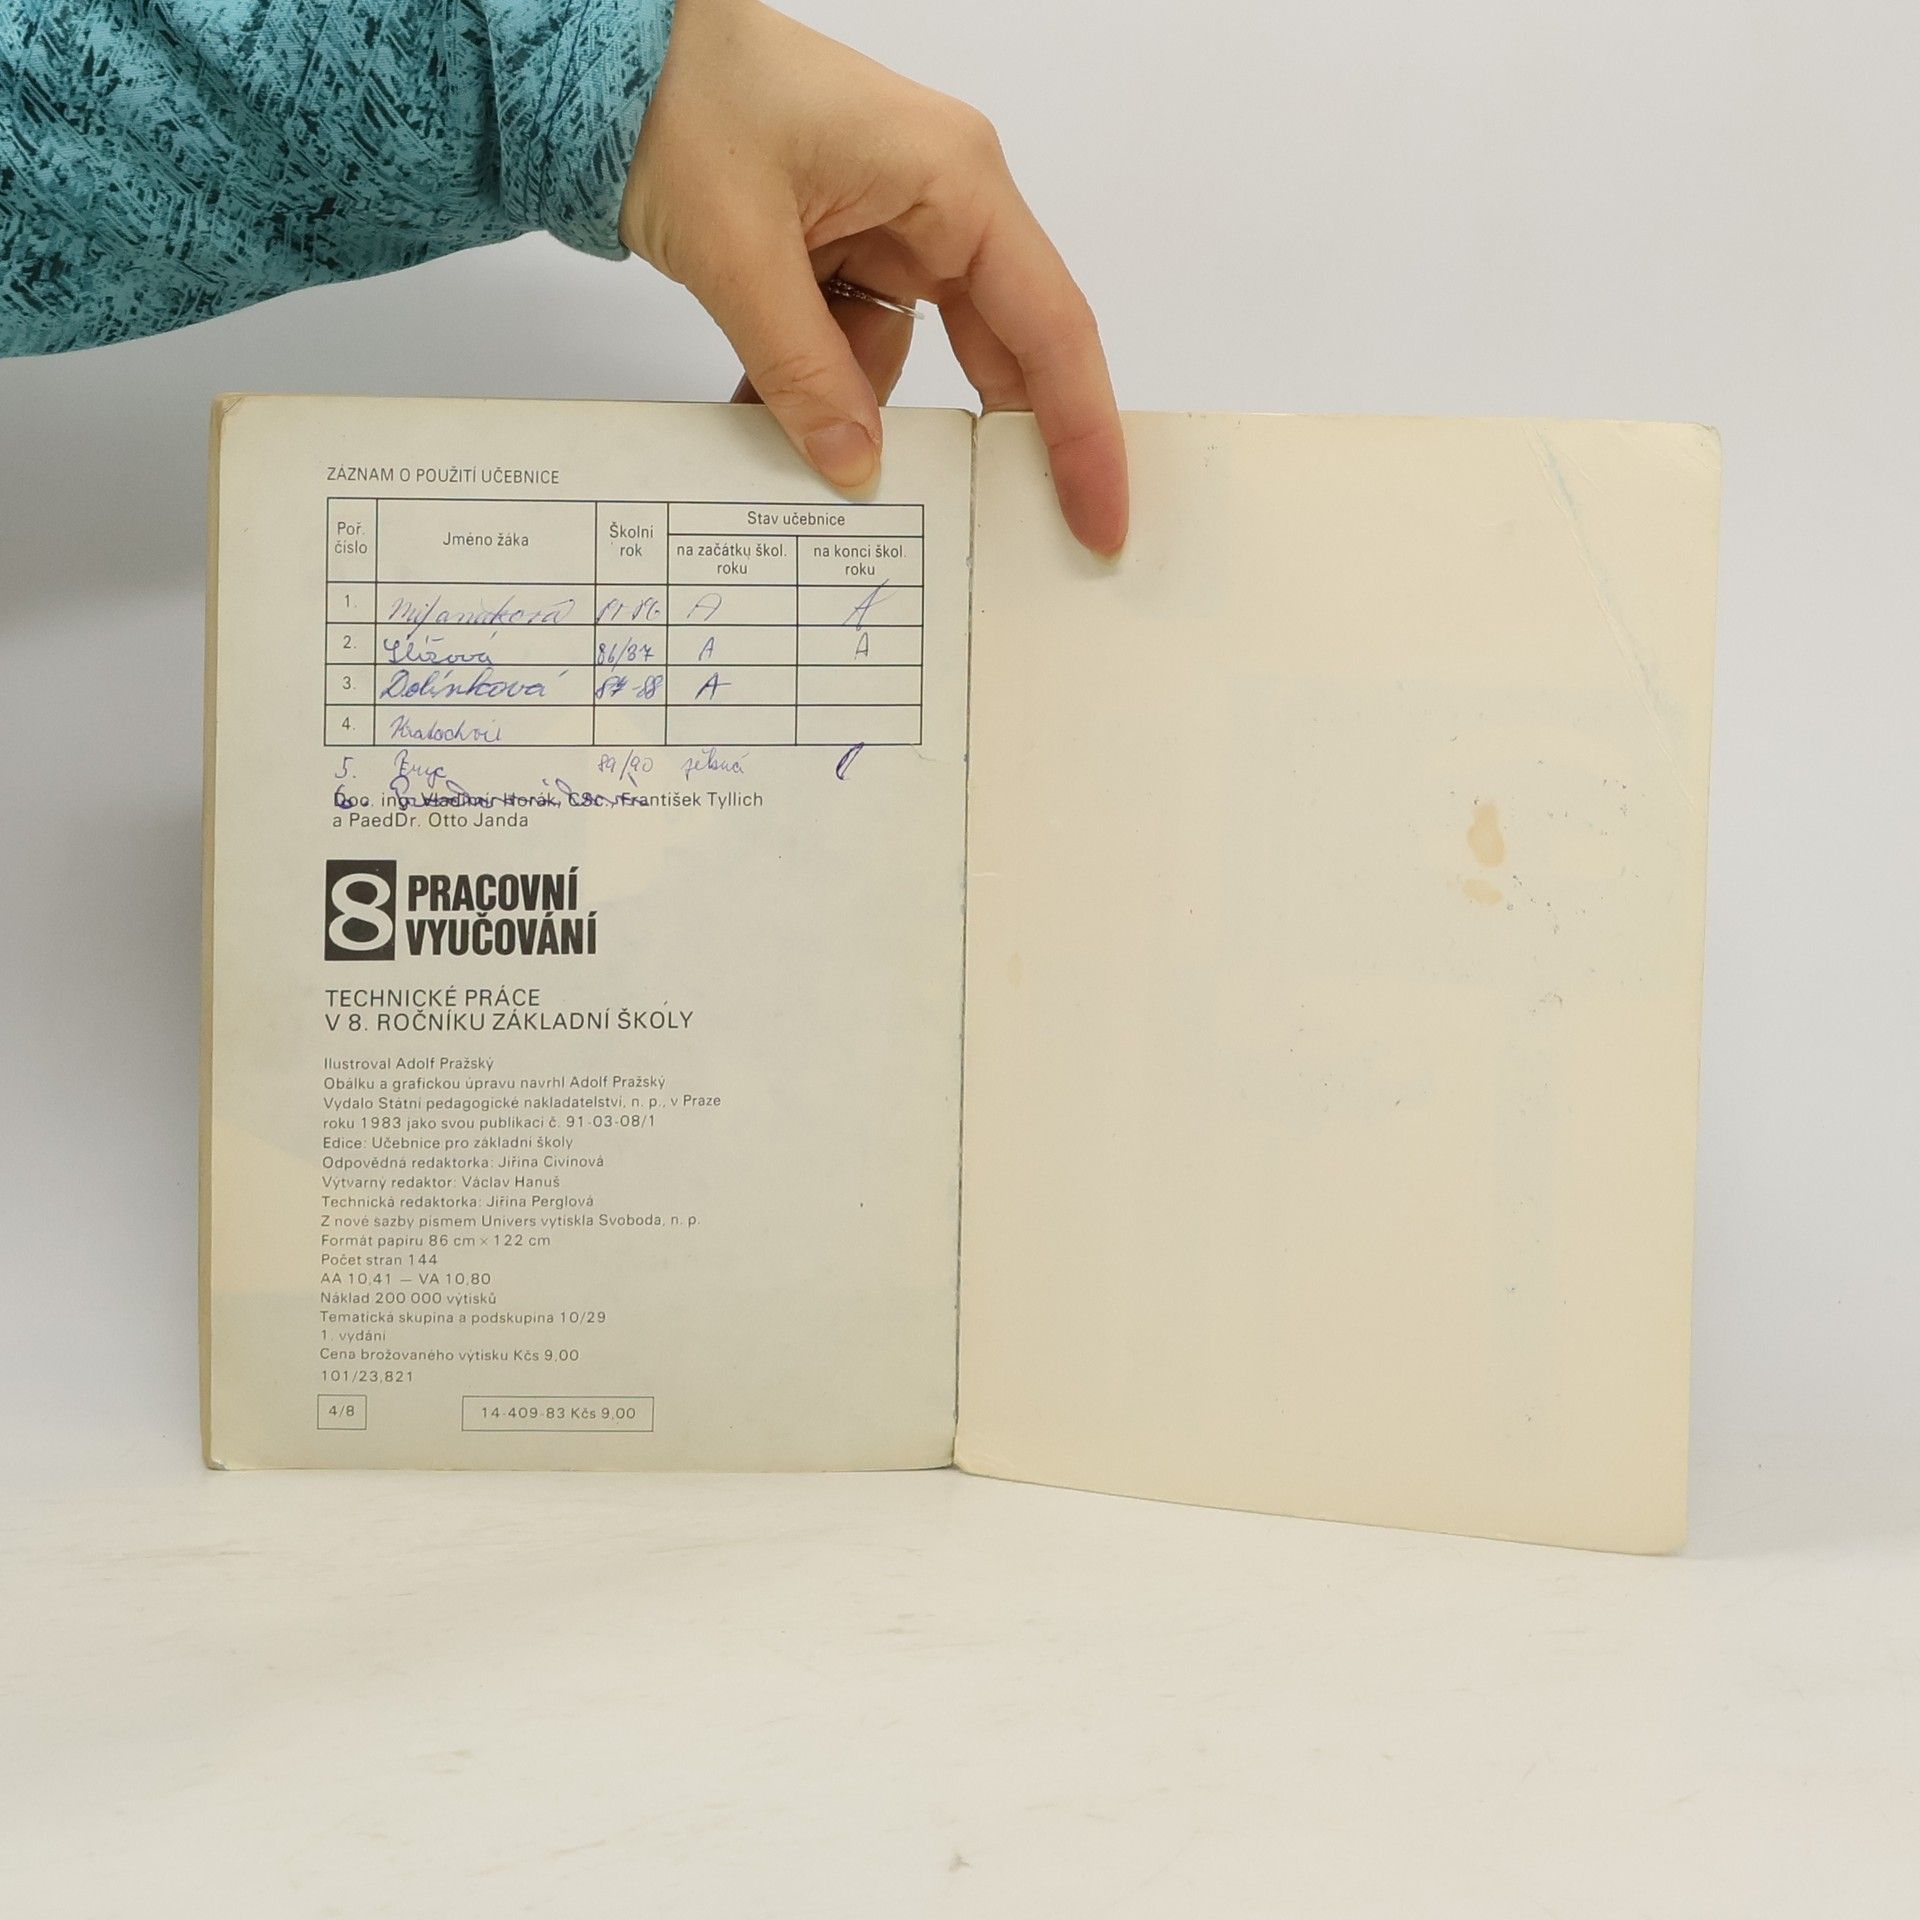 ZÁZNAM O POUŽITÍ UČEBNICE
Poř. číslo
Jméno žáka
Školní rok
Stav učebnice
na začátku škol. roku
na konci škol. roku
1. A A
2. 86/87 A A
3. Dolínková 87-88 A
4. Kratochvíl
5. 89/90
6.
Doc. ing. Vladimír Horák, CSc., František Tyllich
a PaedDr. Otto Janda
8 PRACOVNÍ
VYUČOVÁNÍ
TECHNICKÉ PRÁCE
V 8. ROČNÍKU ZÁKLADNÍ ŠKOLY
Ilustroval Adolf Pražský
Obálku a grafickou úpravu navrhl Adolf Pražský
Vydalo Státní pedagogické nakladatelství, n. p., v Praze
roku 1983 jako svou publikaci č. 91-03-08/1
Edice: Učebnice pro základní školy
Odpovědná redaktorka: Jiřina Civínová
Výtvarný redaktor: Václav Hanuš
Technická redaktorka: Jiřina Perglová
Z nové sazby písmem Univers vytiskla Svoboda, n. p.
Formát papíru 86 cm × 122 cm
Počet stran 144
AA 10,41 — VA 10,80
Náklad 200 000 výtisků
Tematická skupina a podskupina 10/29
1. vydání
Cena brožovaného výtisku Kčs 9,00
101/23,821
4/8
14-409-83 Kčs 9,00